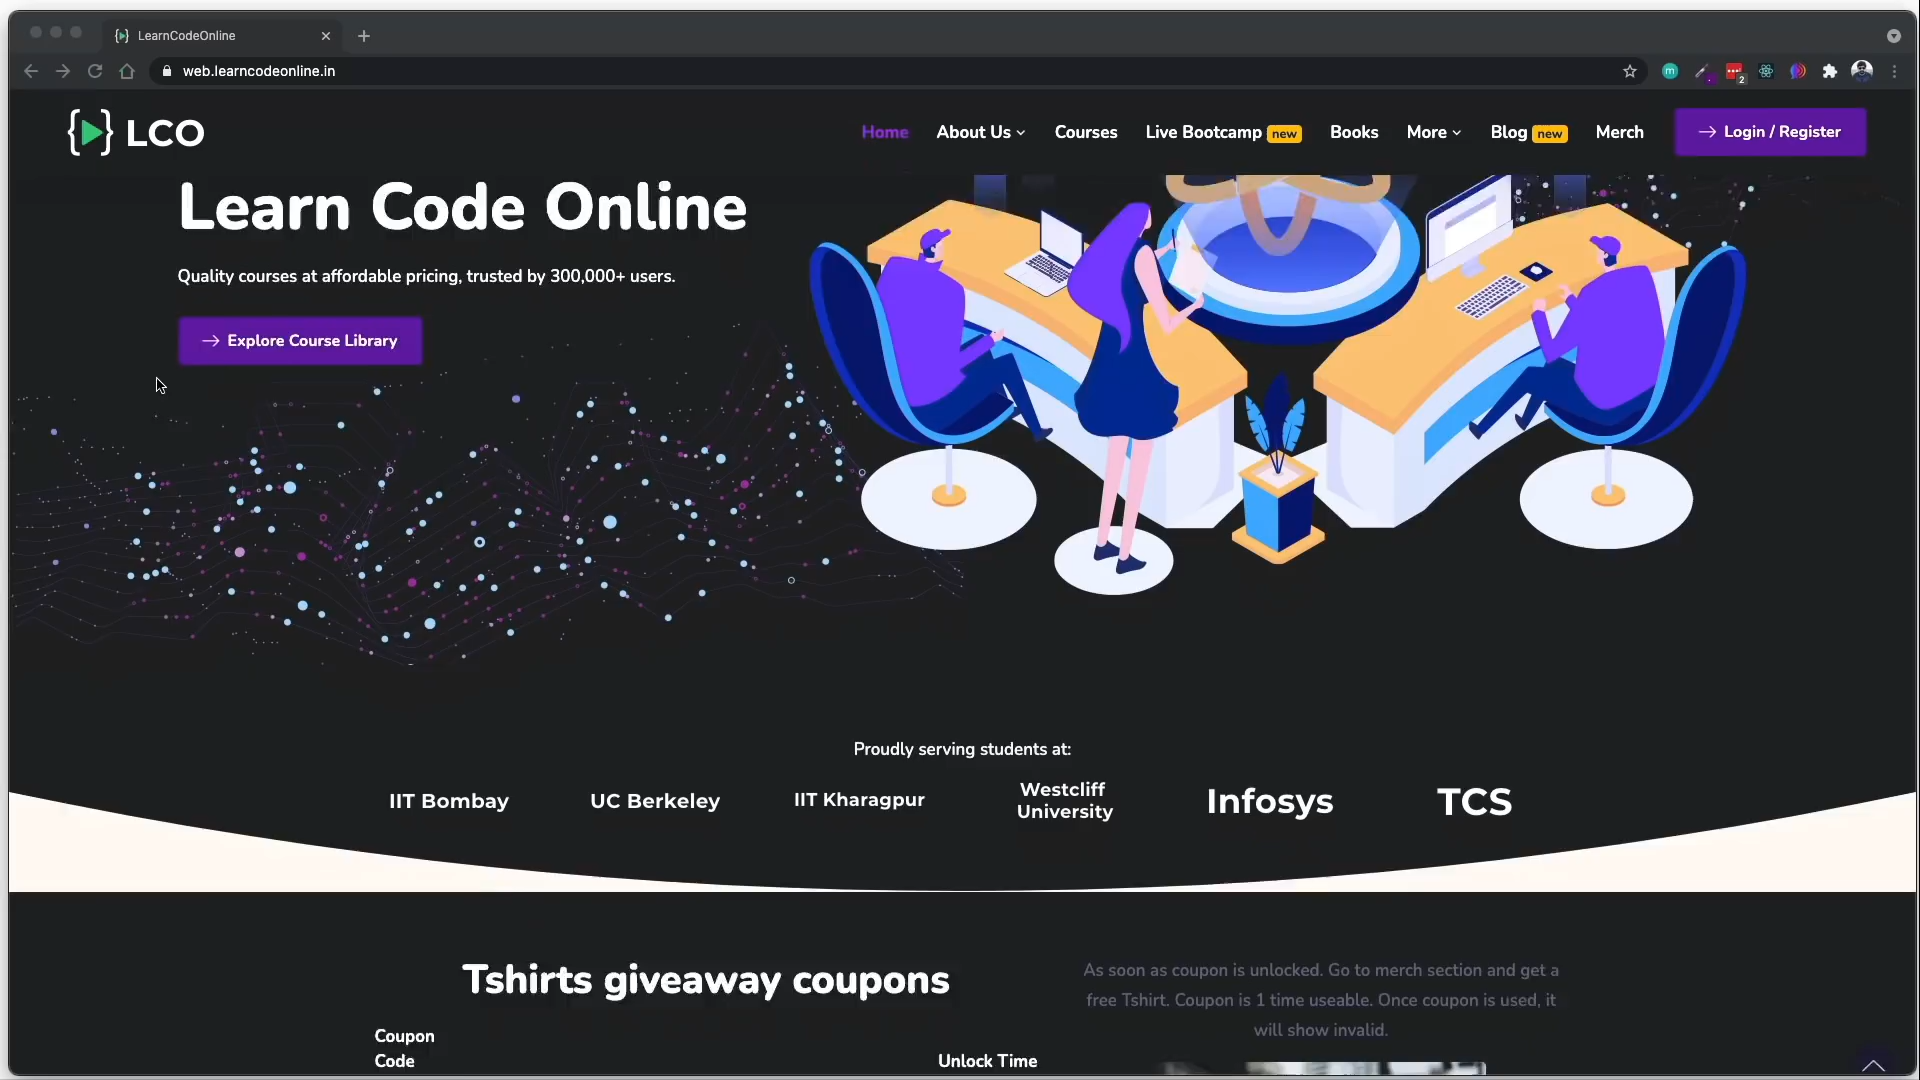 LearnCodeOnline
web.learncodeonline.in
2
LCO
Home
About Us
Courses
Live Bootcamp new
Books
More
Blog new
Merch
Login / Register
Learn Code Online
Quality courses at affordable pricing, trusted by 300,000+ users.
Explore Course Library
Proudly serving students at:
IIT Bombay
UC Berkeley
IIT Kharagpur
Westcliff
University
Infosys
TCS
Tshirts giveaway coupons
As soon as coupon is unlocked. Go to merch section and get a
free Tshirt. Coupon is 1 time useable. Once coupon is used, it
will show invalid.
Coupon
Code
Unlock Time